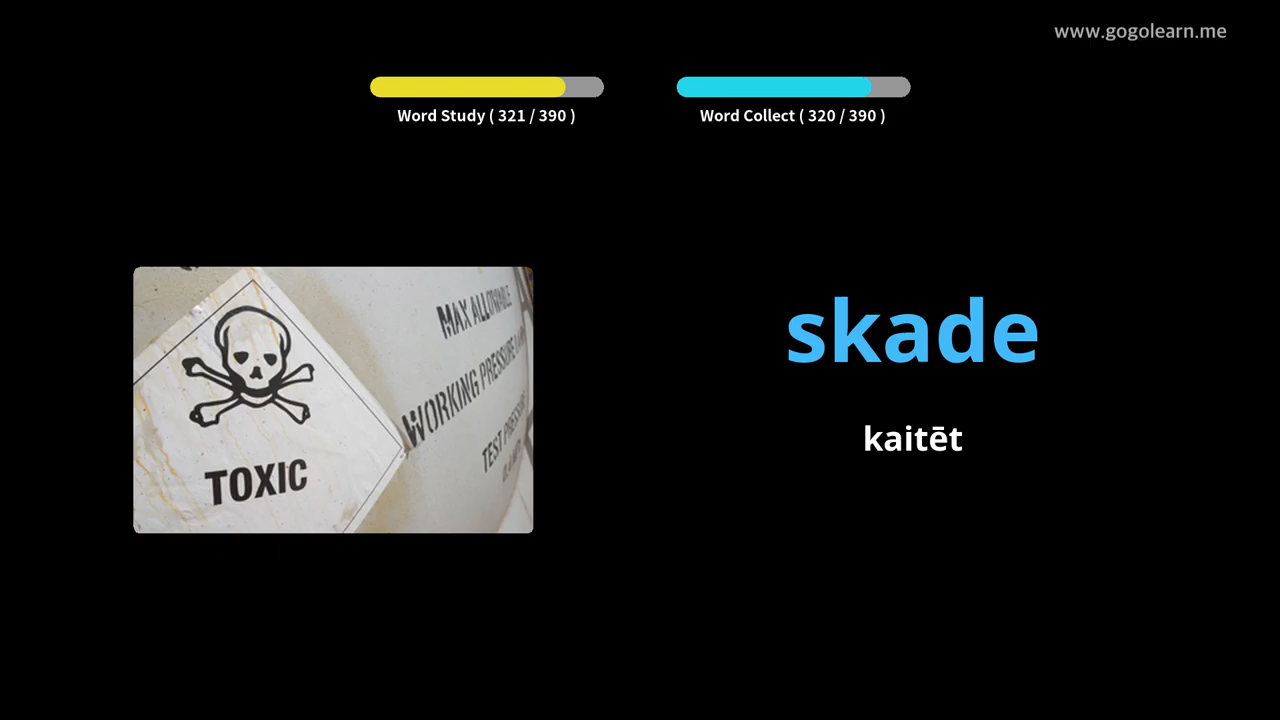 www.gogolearn.me
Word Study ( 321 / 390 )
Word Collect ( 320 / 390 )
skade
kaitēt
MAX ALLOWABLE
WORKING PRESSURE
TEST PRESSURE
TOXIC